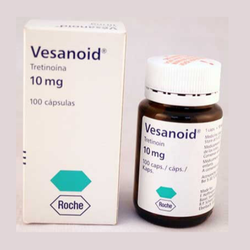 Vesanoid®
Tretinoína
10 mg
100 cápsulas
Roche
Vesanoid®
Tretinoin
10 mg
100 caps./ cáps./
Kaps.
Roche